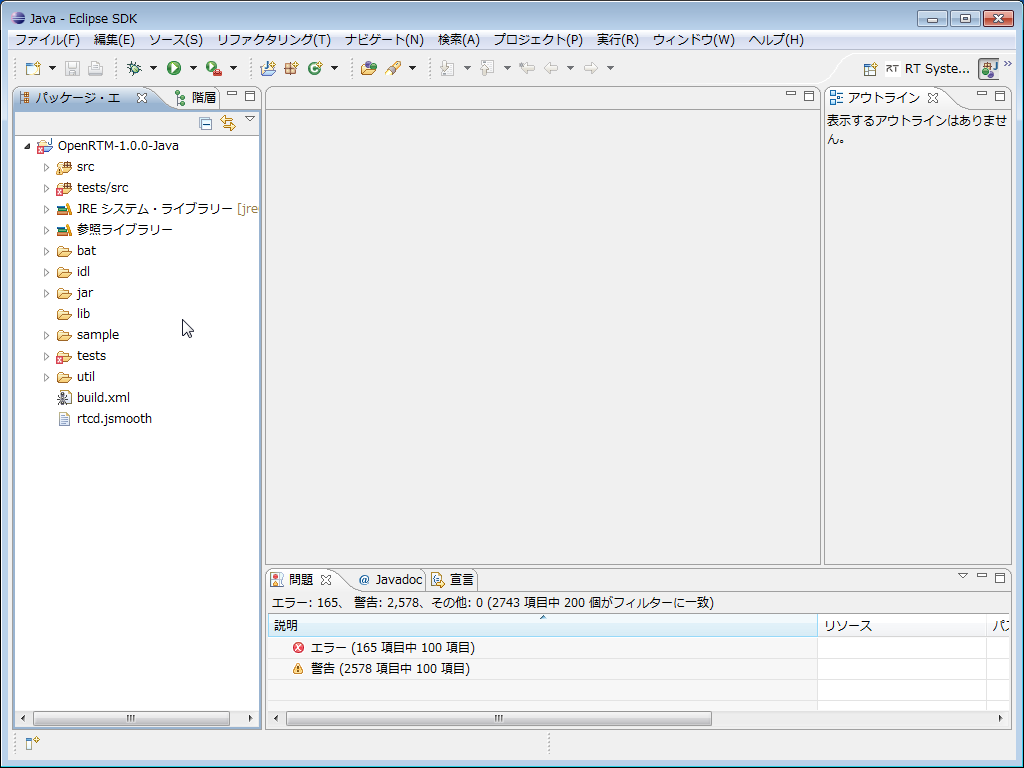 Java - Eclipse SDK
ファイル(F) 編集(E) ソース(S) リファクタリング(T) ナビゲート(N) 検索(A) プロジェクト(P) 実行(R) ウィンドウ(W) ヘルプ(H)
RT RT Syste...
パッケージ・エ 階層
アウトライン
表示するアウトラインはありませ
ん。
OpenRTM-1.0.0-Java
src
tests/src
JRE システム・ライブラリー [jre
参照ライブラリー
bat
idl
jar
lib
sample
tests
util
build.xml
rtcd.jsmooth
問題 @ Javadoc 宣言
エラー: 165、 警告: 2,578、その他: 0 (2743 項目中 200 個がフィルターに一致)
説明 リソース パス
エラー (165 項目中 100 項目)
警告 (2578 項目中 100 項目)